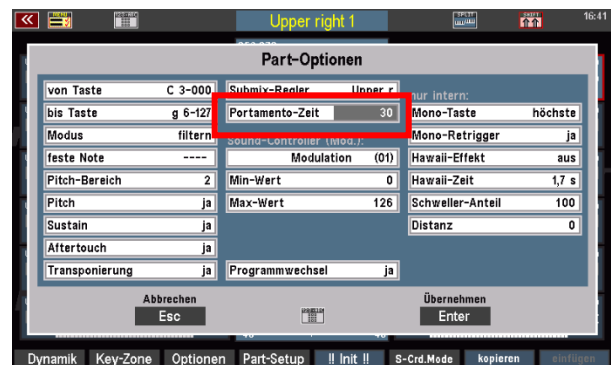 MENU
Upper right 1
SPLIT
SHIFT
16:41
Part-Optionen
von Taste C 3-000
Submix-Regler Upper r
nur intern:
bis Taste g 6-127
Portamento-Zeit 30
Mono-Taste höchste
Modus filtern
Sound-Controller (Mod.):
Mono-Retrigger ja
feste Note ----
Modulation (01)
Hawaii-Effekt aus
Pitch-Bereich 2
Min-Wert 0
Hawaii-Zeit 1,7 s
Pitch ja
Max-Wert 126
Schweller-Anteil 100
Sustain ja
Distanz 0
Aftertouch ja
Transponierung ja
Programmwechsel ja
Abbrechen
Esc
Übernehmen
Enter
Dynamik Key-Zone Optionen Part-Setup !! Init !! S-Crd.Mode kopieren einfügen